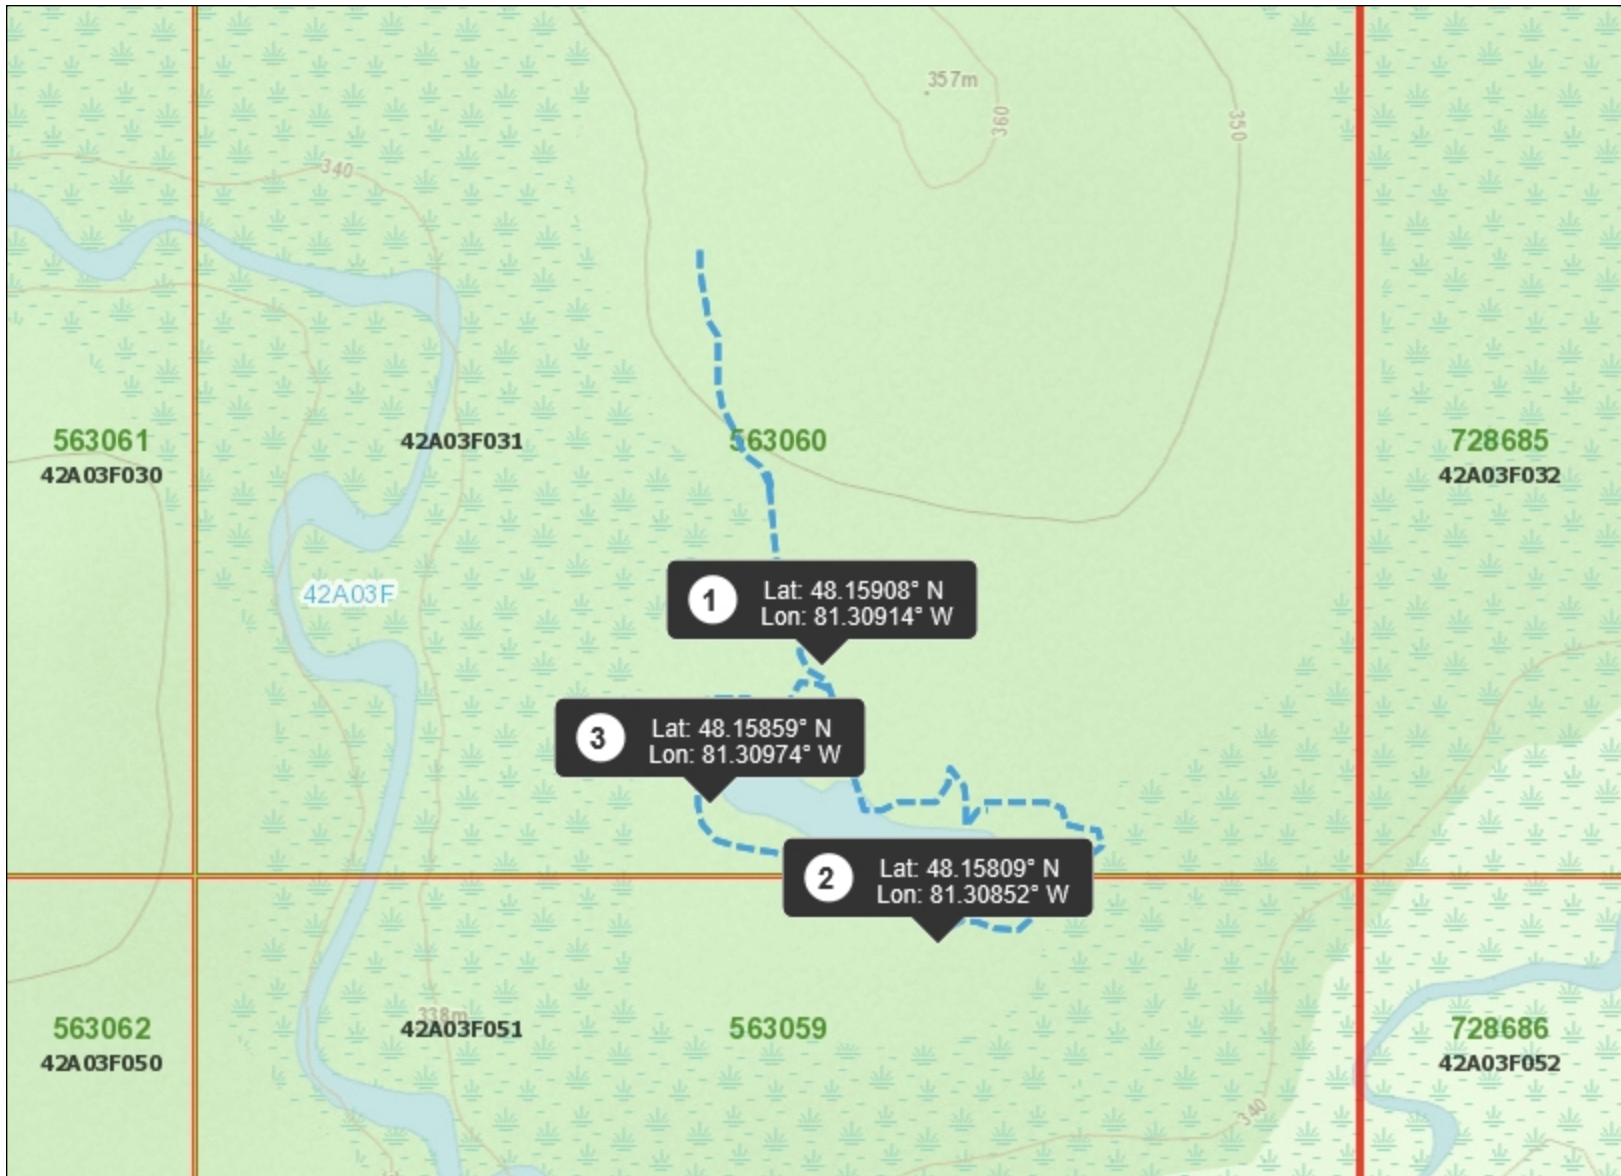 357m
360
350
340
563061
42A03F030
42A03F031
563060
728685
42A03F032
42A03F
1
Lat: 48.15908° N
Lon: 81.30914° W
3
Lat: 48.15859° N
Lon: 81.30974° W
2
Lat: 48.15809° N
Lon: 81.30852° W
338m
563062
42A03F050
42A03F051
563059
728686
42A03F052
340